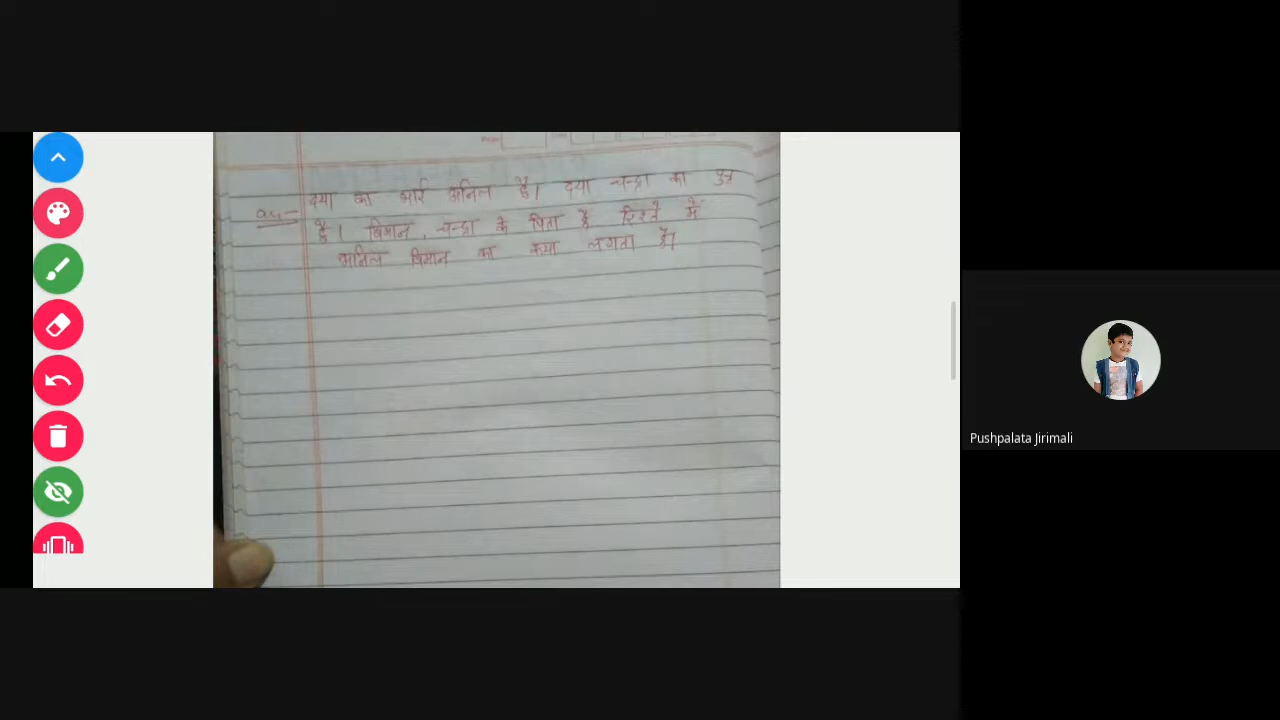 दया का भाई अनिल है। दया चन्द्रा का पुत्र
है। बिमान, चन्द्रा के पिता है रिश्ते में
अनिल बिमान का क्या लगता है।
Pushpalata Jirimali